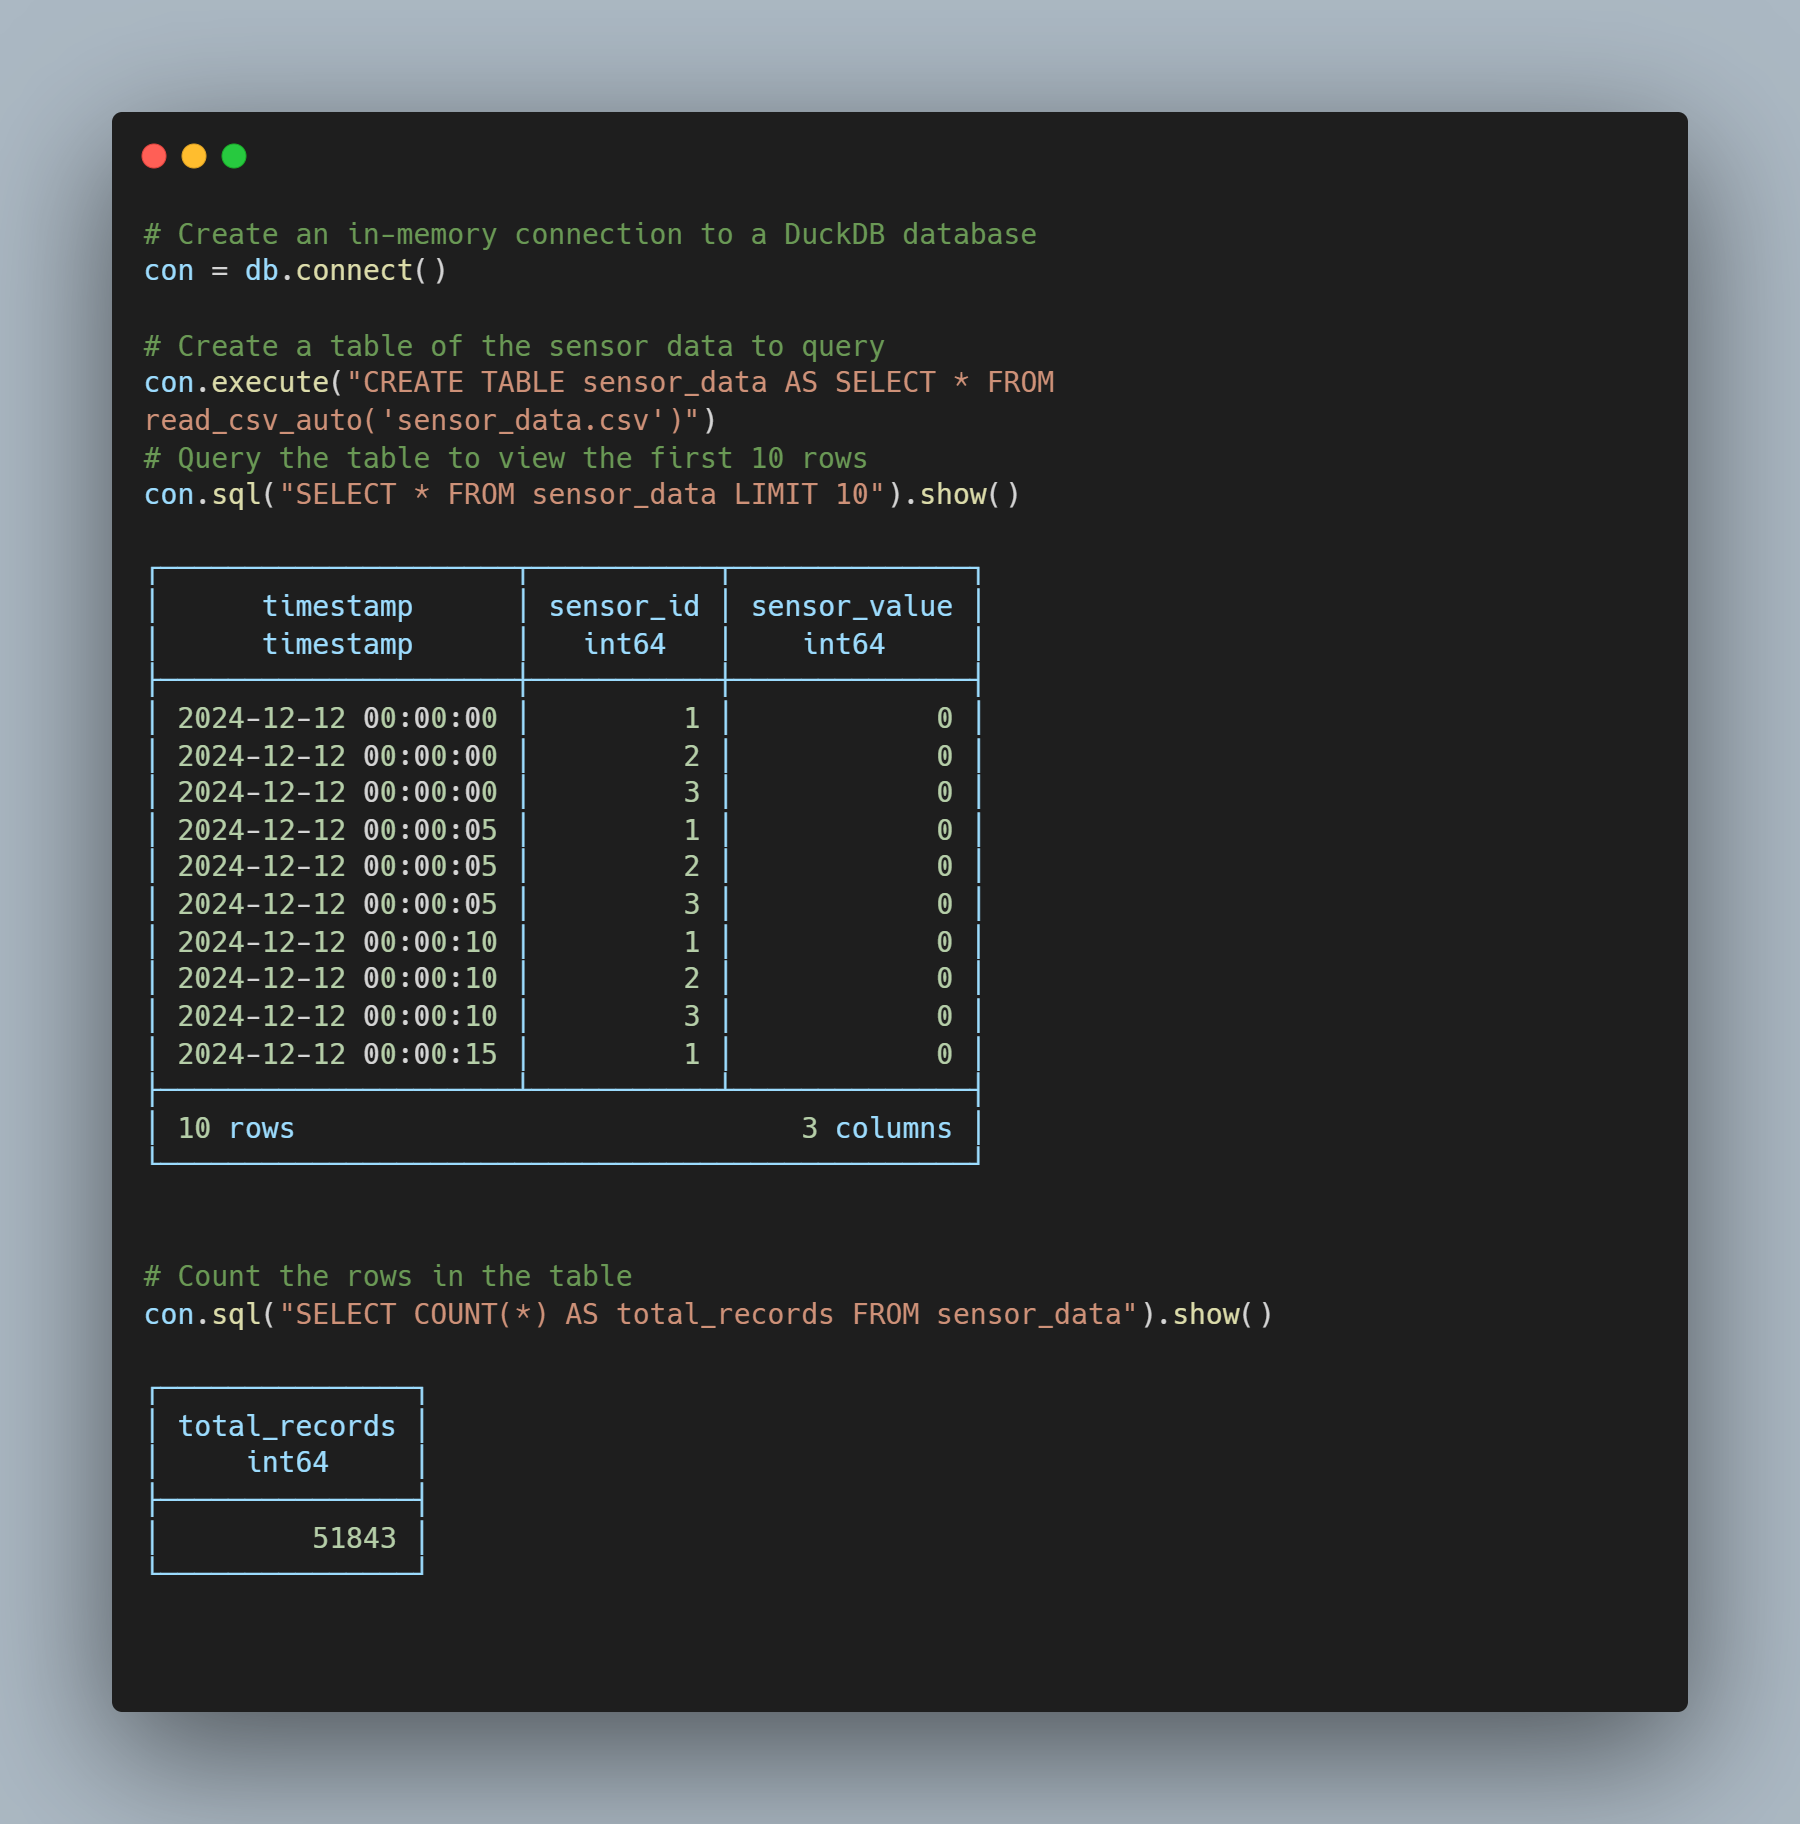 # Create an in-memory connection to a DuckDB database
con = db.connect()
# Create a table of the sensor data to query
con.execute("CREATE TABLE sensor_data AS SELECT * FROM
read_csv_auto('sensor_data.csv')")
# Query the table to view the first 10 rows
con.sql("SELECT * FROM sensor_data LIMIT 10").show()
timestamp sensor_id sensor_value
timestamp int64 int64
2024-12-12 00:00:00 1 0
2024-12-12 00:00:00 2 0
2024-12-12 00:00:00 3 0
2024-12-12 00:00:05 1 0
2024-12-12 00:00:05 2 0
2024-12-12 00:00:05 3 0
2024-12-12 00:00:10 1 0
2024-12-12 00:00:10 2 0
2024-12-12 00:00:10 3 0
2024-12-12 00:00:15 1 0
10 rows 3 columns
# Count the rows in the table
con.sql("SELECT COUNT(*) AS total_records FROM sensor_data").show()
total_records
int64
51843